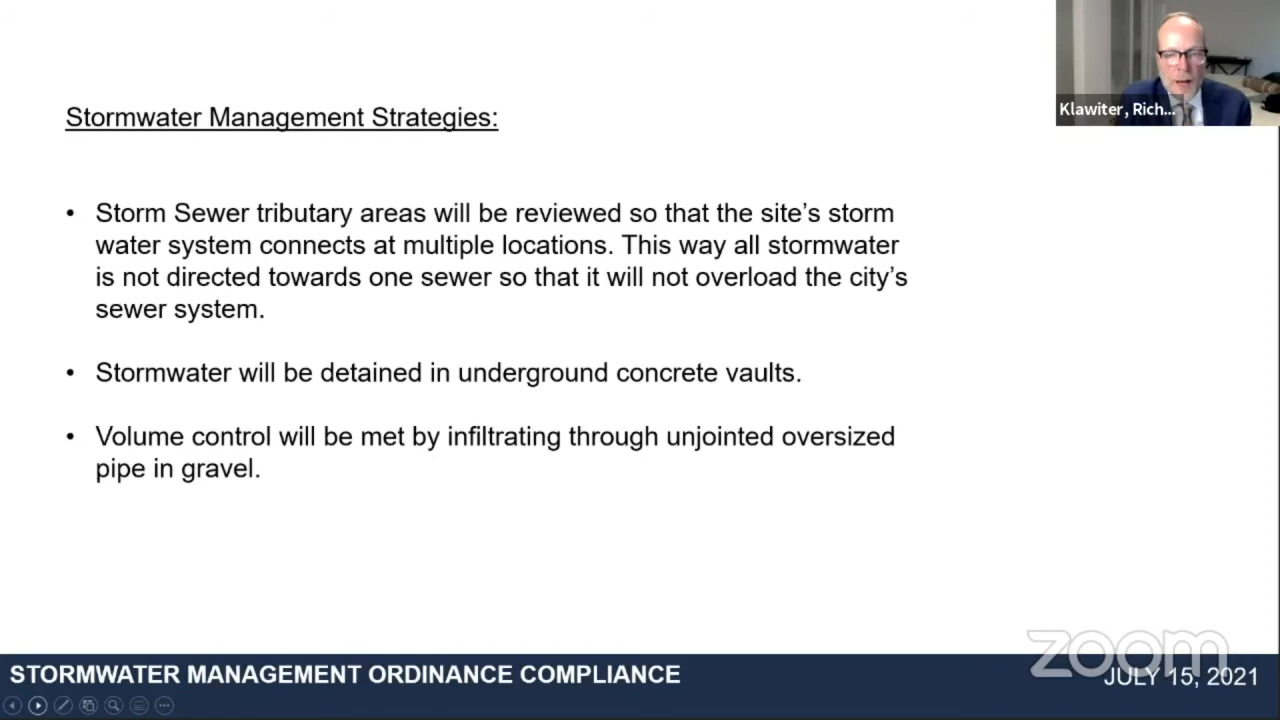 Klawiter, Rich...
Stormwater Management Strategies:
• Storm Sewer tributary areas will be reviewed so that the site’s storm
water system connects at multiple locations. This way all stormwater
is not directed towards one sewer so that it will not overload the city’s
sewer system.
• Stormwater will be detained in underground concrete vaults.
• Volume control will be met by infiltrating through unjointed oversized
pipe in gravel.
zoom
STORMWATER MANAGEMENT ORDINANCE COMPLIANCE
JULY 15, 2021